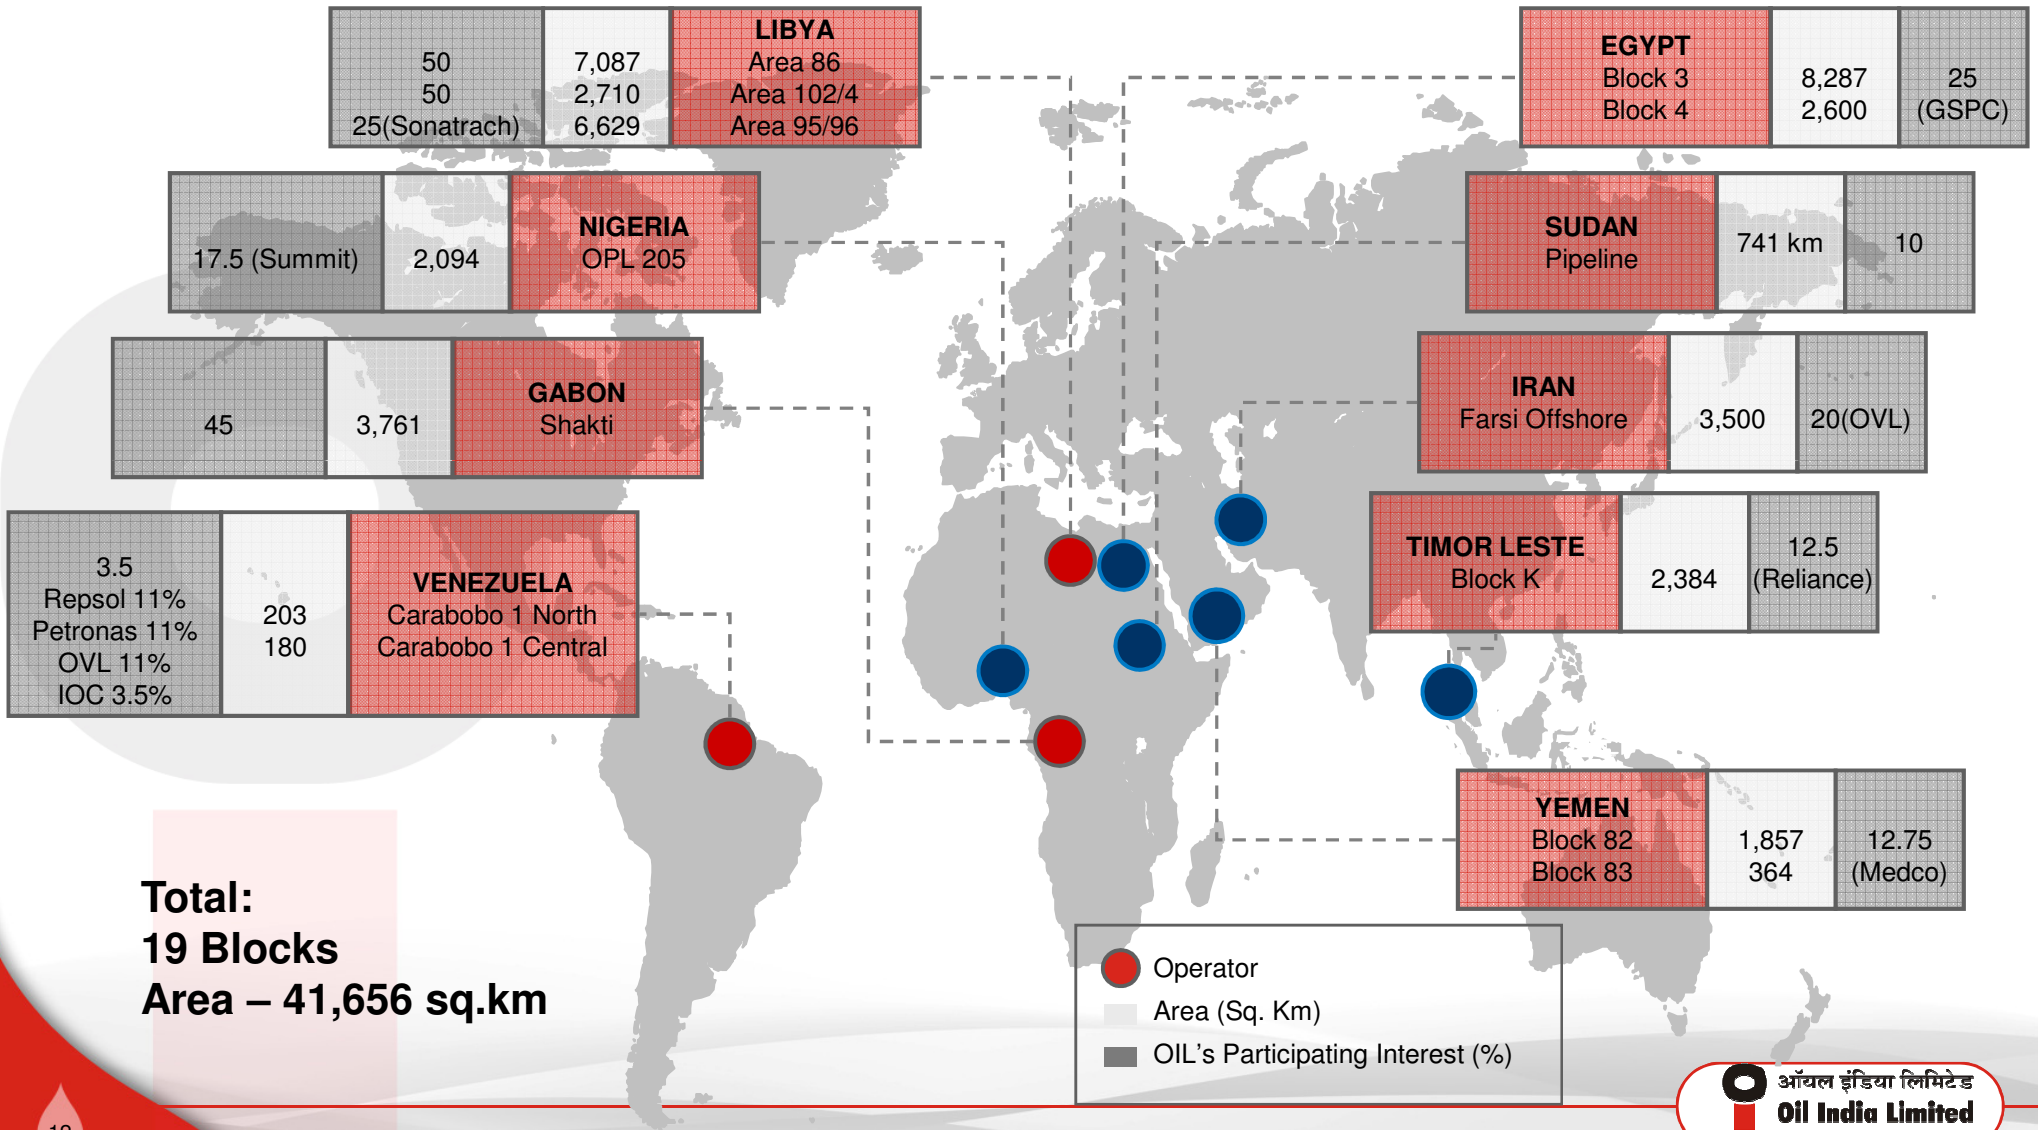 50
50
25(Sonatrach)
7,087
2,710
6,629
LIBYA
Area 86
Area 102/4
Area 95/96
EGYPT
Block 3
Block 4
8,287
2,600
25
(GSPC)
17.5 (Summit)
2,094
NIGERIA
OPL 205
SUDAN
Pipeline
741 km
10
45
3,761
GABON
Shakti
IRAN
Farsi Offshore
3,500
20(OVL)
3.5
Repsol 11%
Petronas 11%
OVL 11%
IOC 3.5%
203
180
VENEZUELA
Carabobo 1 North
Carabobo 1 Central
TIMOR LESTE
Block K
2,384
12.5
(Reliance)
YEMEN
Block 82
Block 83
1,857
364
12.75
(Medco)
Total:
19 Blocks
Area – 41,656 sq.km
Operator
Area (Sq. Km)
OIL's Participating Interest (%)
ऑयल इंडिया लिमिटेड
Oil India Limited